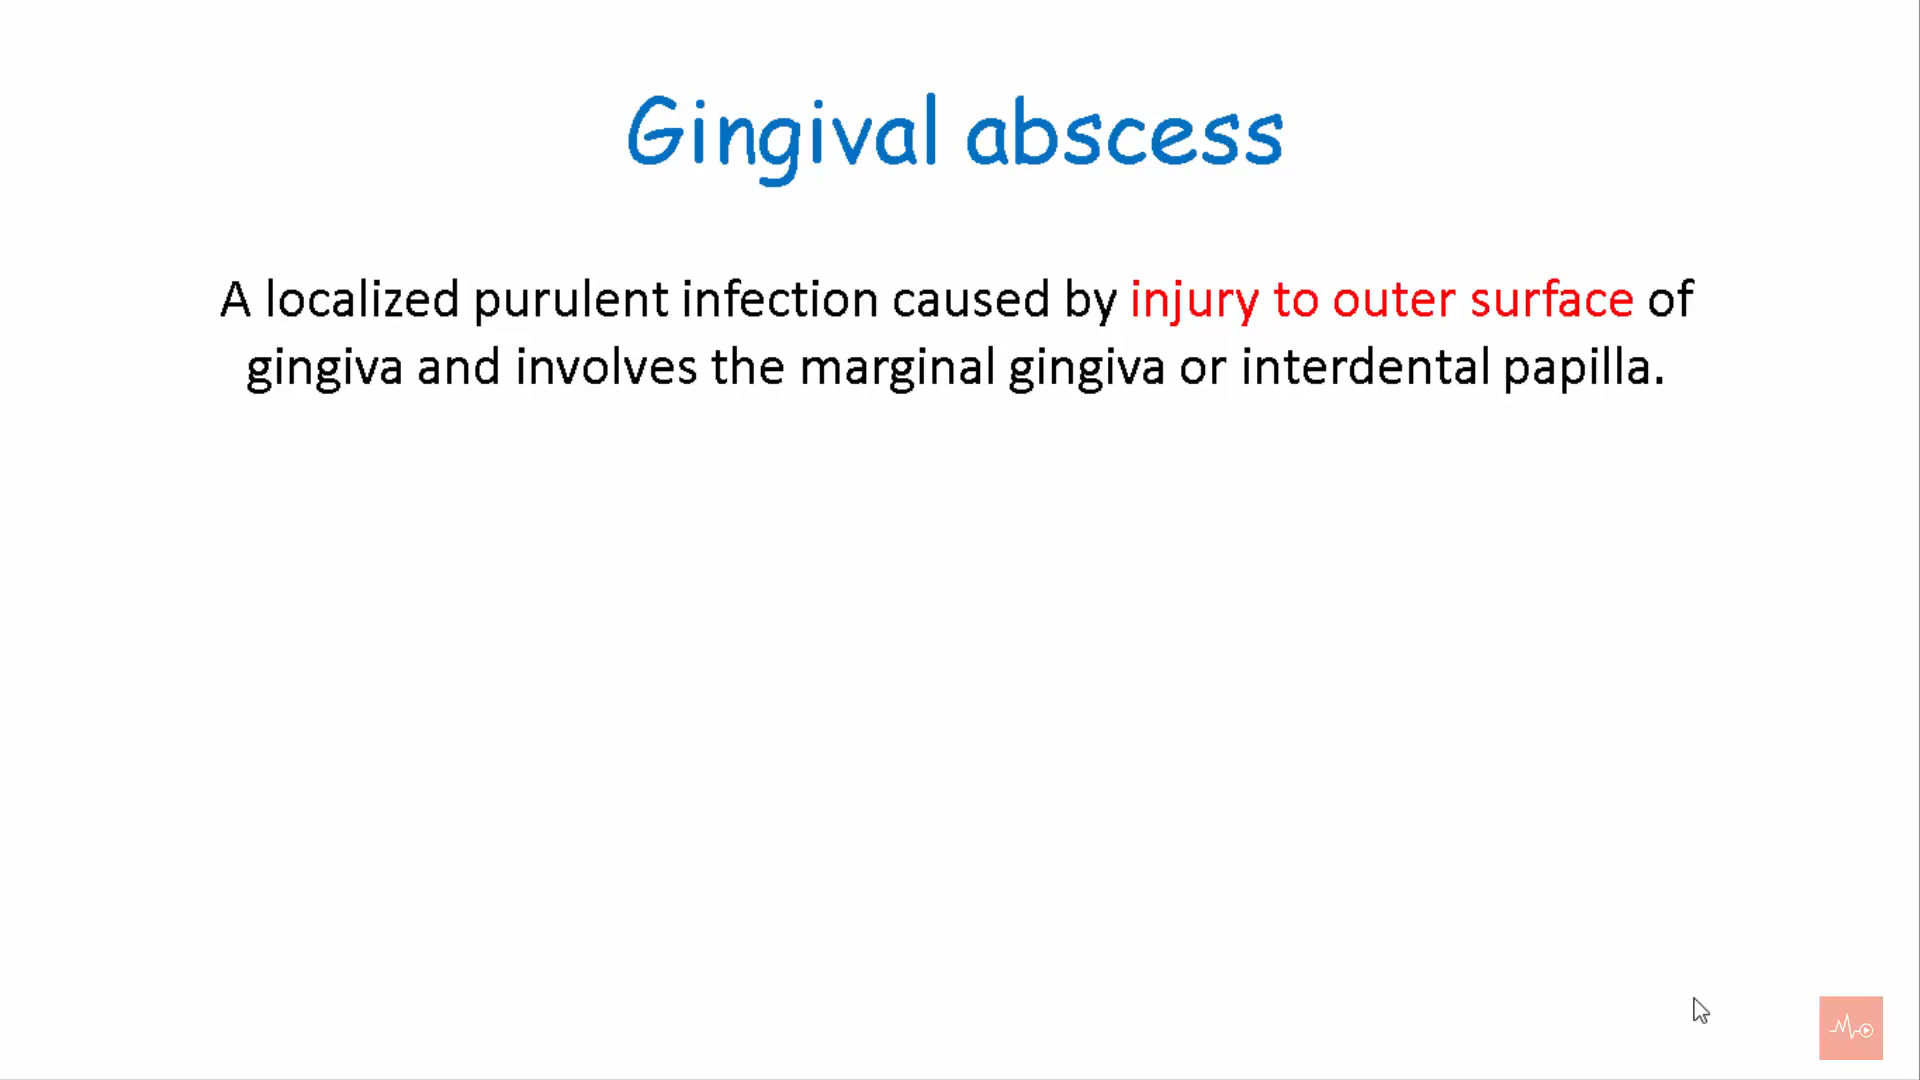 Gingival abscess
A localized purulent infection caused by injury to outer surface of
gingiva and involves the marginal gingiva or interdental papilla.